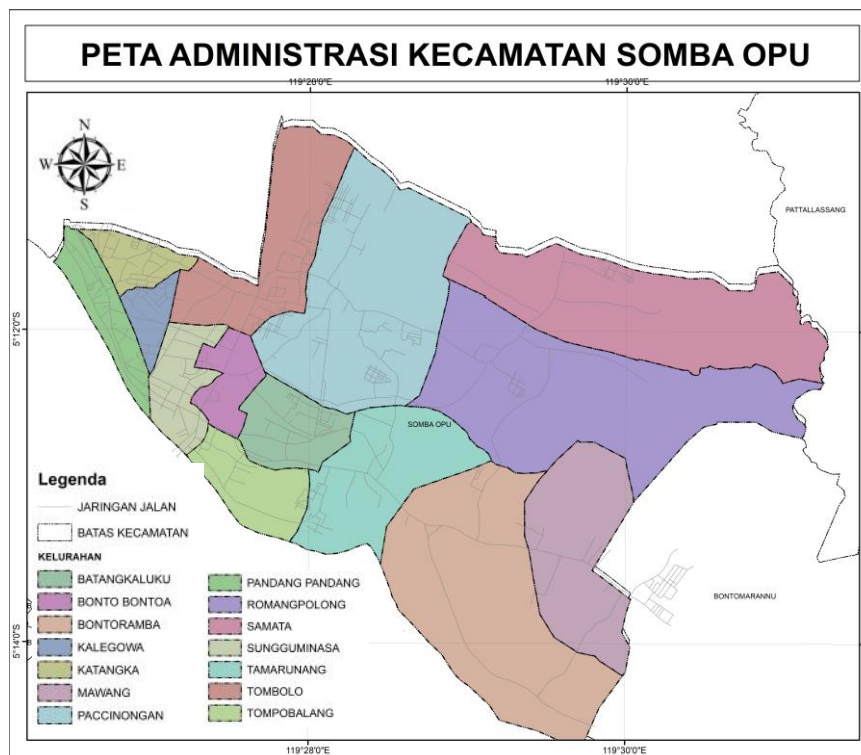 PETA ADMINISTRASI KECAMATAN SOMBA OPU
119°28'0"E
119°30'0"E
N
W
E
S
PATTALLASSANG
5°12'0"S
SOMBA OPU
Legenda
JARINGAN JALAN
BATAS KECAMATAN
KELURAHAN
BATANGKALUKU
BONTO BONTOA
BONTORAMBA
KALEGOWA
KATANGKA
MAWANG
PACCINONGAN
PANDANG PANDANG
ROMANGPOLONG
SAMATA
SUNGGUMINASA
TAMARUNANG
TOMBOLO
TOMPOBALANG
BONTOMARANNU
5°14'0"S
119°28'0"E
119°30'0"E